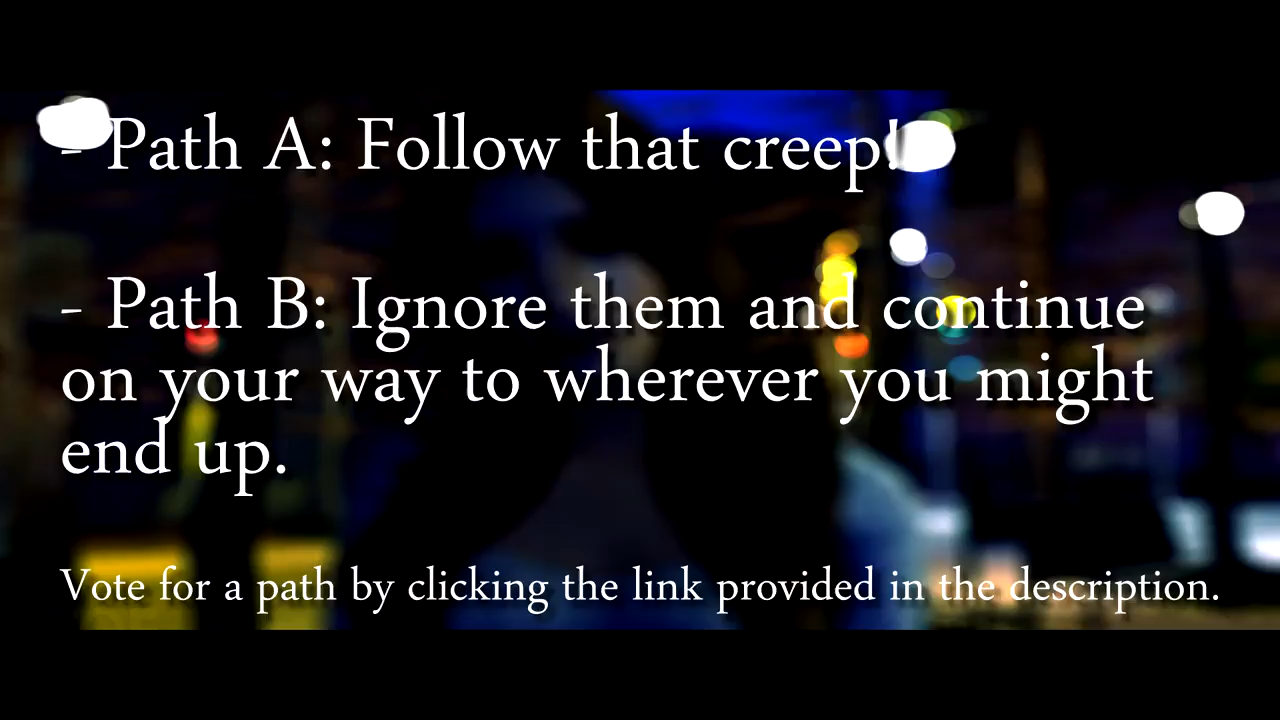 - Path A: Follow that creep!
- Path B: Ignore them and continue
on your way to wherever you might
end up.
Vote for a path by clicking the link provided in the description.